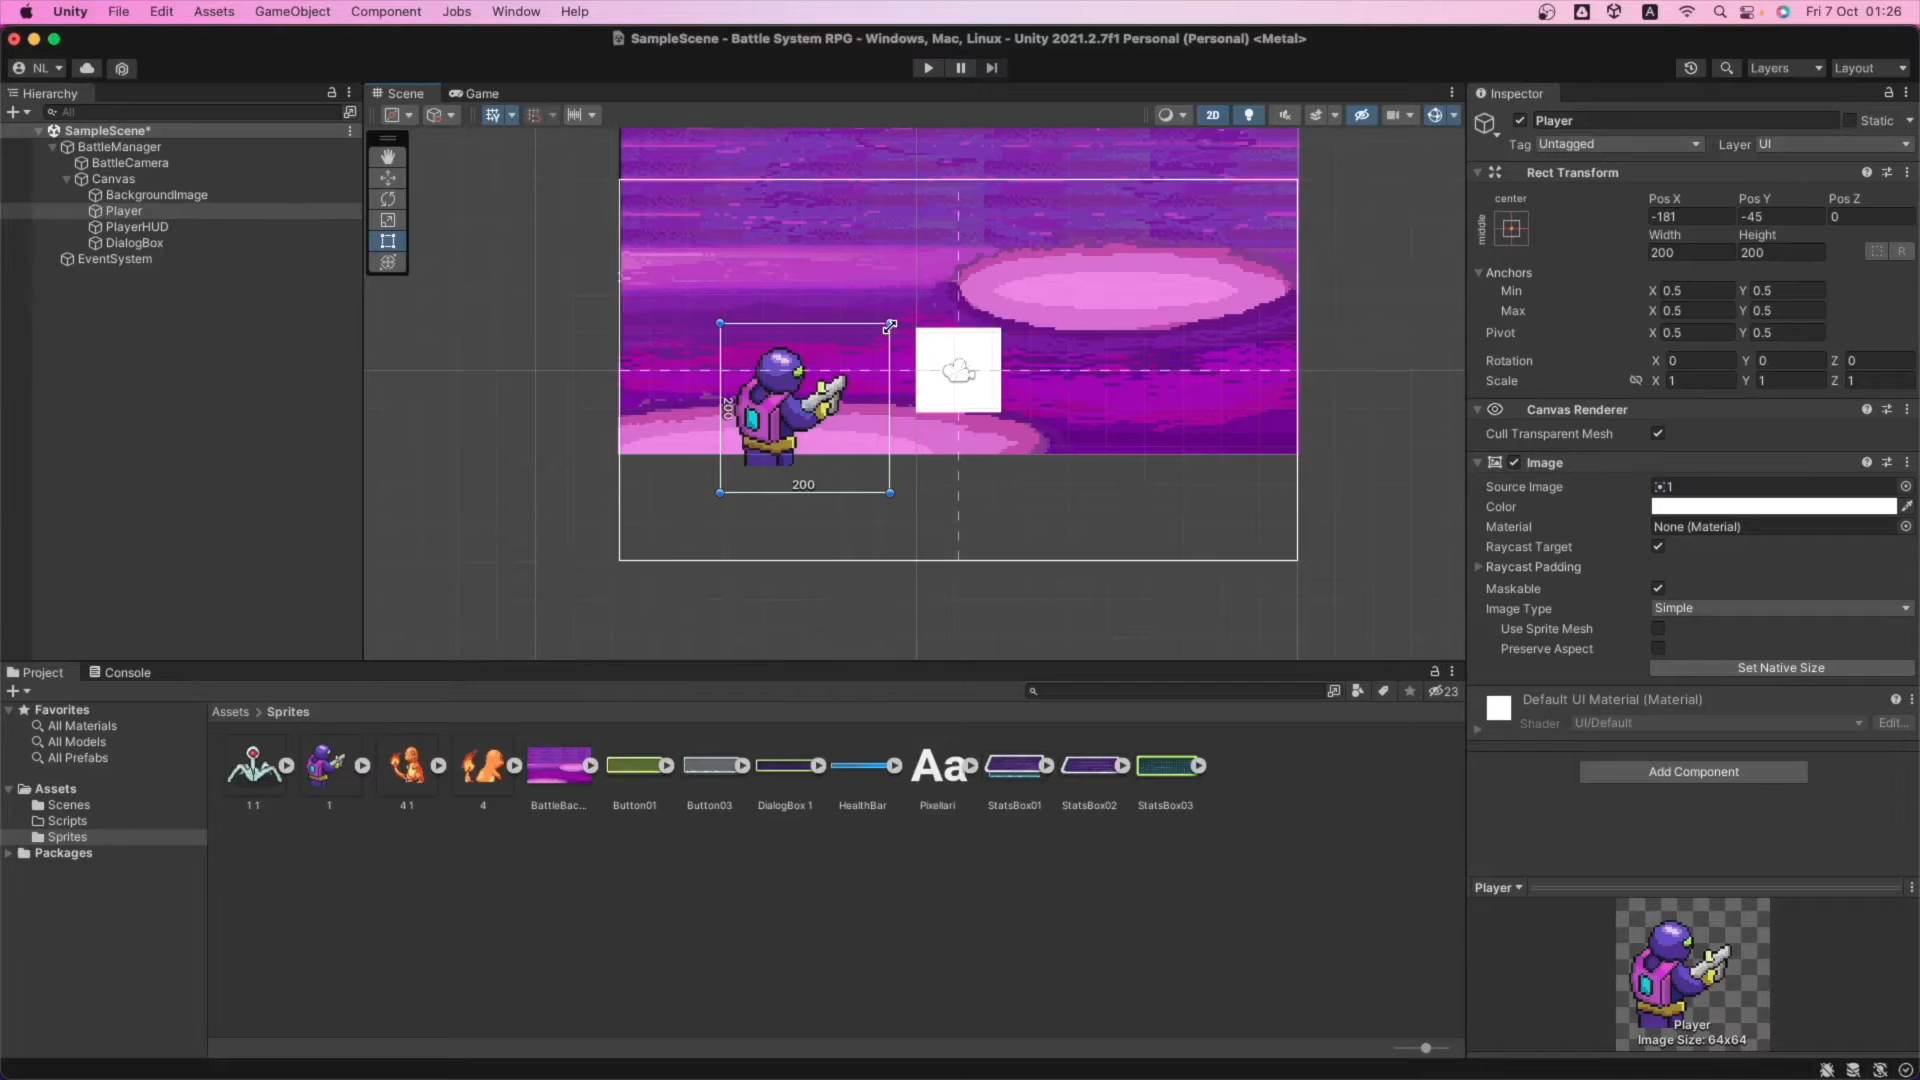 Unity File Edit Assets GameObject Component Jobs Window Help
A Fri 7 Oct 01:26
SampleScene - Battle System RPG - Windows, Mac, Linux - Unity 2021.2.7f1 Personal (Personal) <Metal>
NL
Layers Layout
Hierarchy
All
SampleScene*
BattleManager
BattleCamera
Canvas
BackgroundImage
Player
PlayerHUD
DialogBox
EventSystem
Scene Game
2D
200
200
Inspector
Player Static
Tag Untagged Layer UI
Rect Transform
center
middle
Pos X Pos Y Pos Z
-181 -45 0
Width Height
200 200 R
Anchors
Min X 0.5 Y 0.5
Max X 0.5 Y 0.5
Pivot X 0.5 Y 0.5
Rotation X 0 Y 0 Z 0
Scale X 1 Y 1 Z 1
Canvas Renderer
Cull Transparent Mesh
Image
Source Image 1
Color
Material None (Material)
Raycast Target
Raycast Padding
Maskable
Image Type Simple
Use Sprite Mesh
Preserve Aspect
Set Native Size
Default UI Material (Material)
Shader UI/Default Edit...
Add Component
Player
Player
Image Size: 64x64
Project Console
23
Favorites
All Materials
All Models
All Prefabs
Assets
Scenes
Scripts
Sprites
Packages
Assets > Sprites
Aa
1 1 1 4 1 4 BattleBac... Button01 Button03 DialogBox 1 HealthBar Pixellari StatsBox01 StatsBox02 StatsBox03